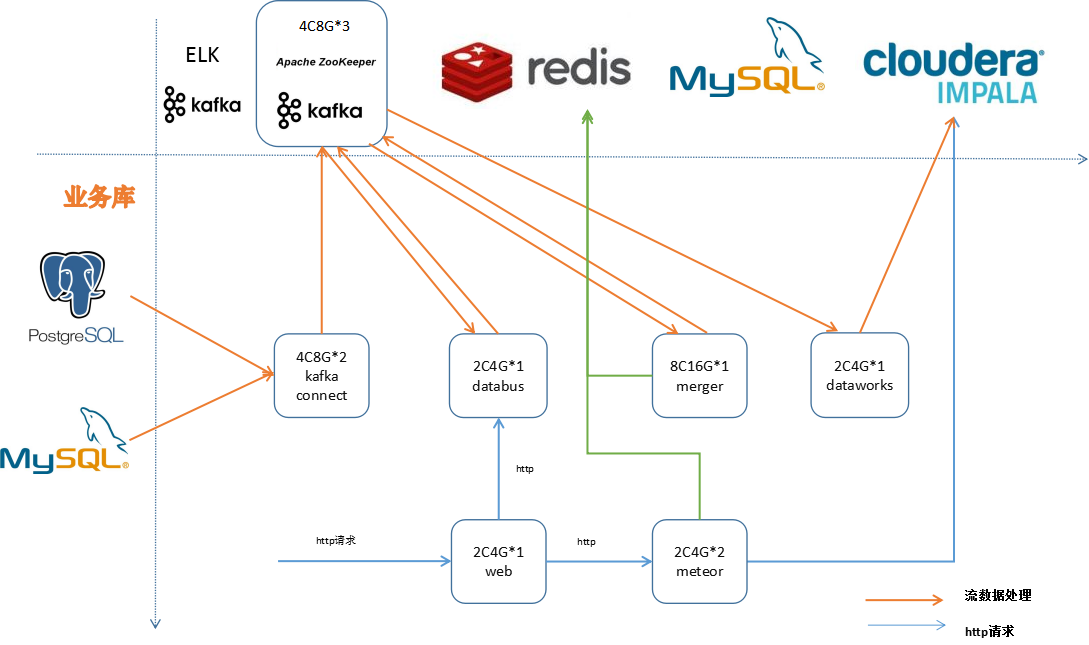 ELK
kafka
4C8G*3
Apache ZooKeeper
kafka
redis
MySQL®
cloudera®
IMPALA
业务库
PostgreSQL
MySQL®
4C8G*2
kafka
connect
2C4G*1
databus
8C16G*1
merger
2C4G*1
dataworks
http
http请求
2C4G*1
web
http
2C4G*2
meteor
流数据处理
http请求